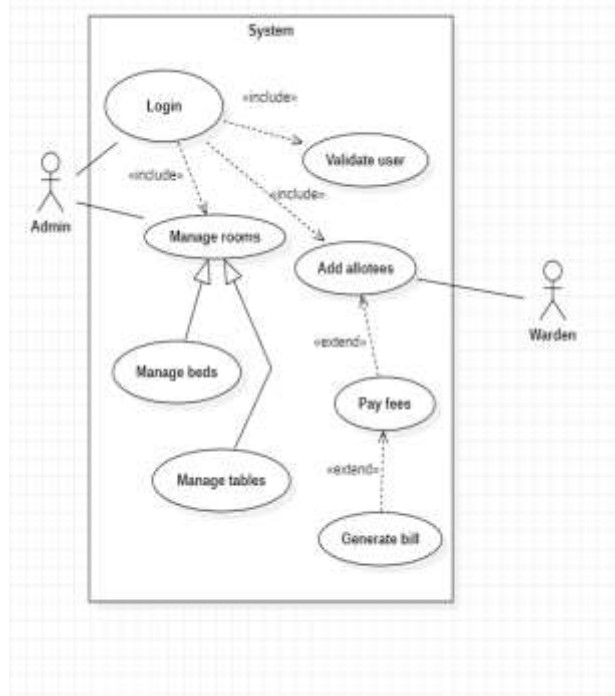 System
Login
«include»
Validate user
«include»
«include»
Admin
Manage rooms
Add allotees
Warden
«extend»
Manage beds
Pay fees
Manage tables
«extend»
Generate bill